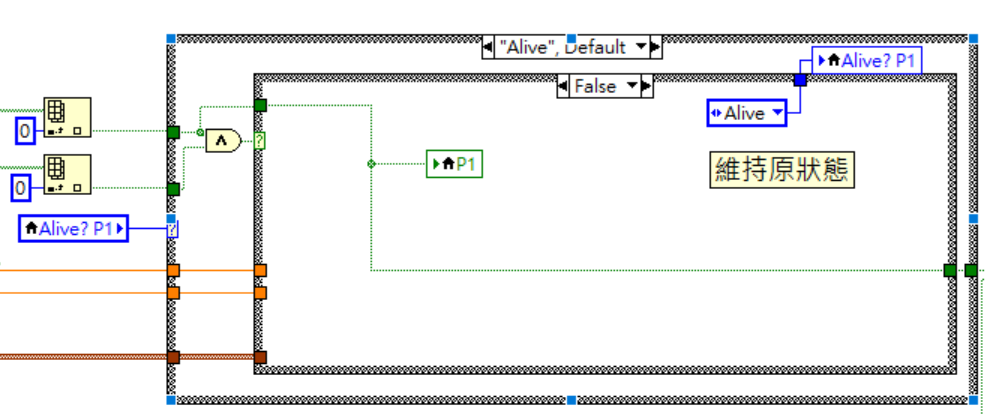 "Alive", Default
Alive? P1
False
Alive
0
?
P1
維持原狀態
0
Alive? P1
?